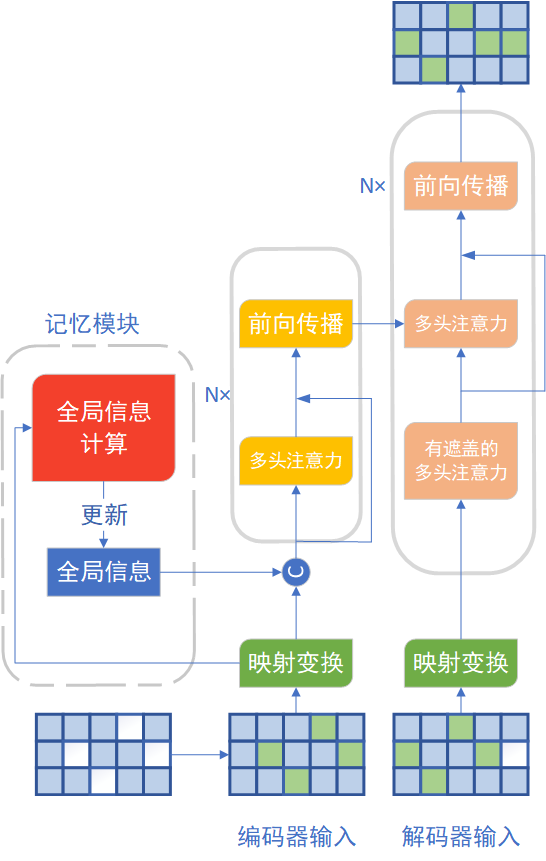 前向传播
N×
多头注意力
有遮盖的
多头注意力
映射变换
解码器输入
前向传播
N×
多头注意力
C
映射变换
编码器输入
记忆模块
全局信息
计算
更新
全局信息